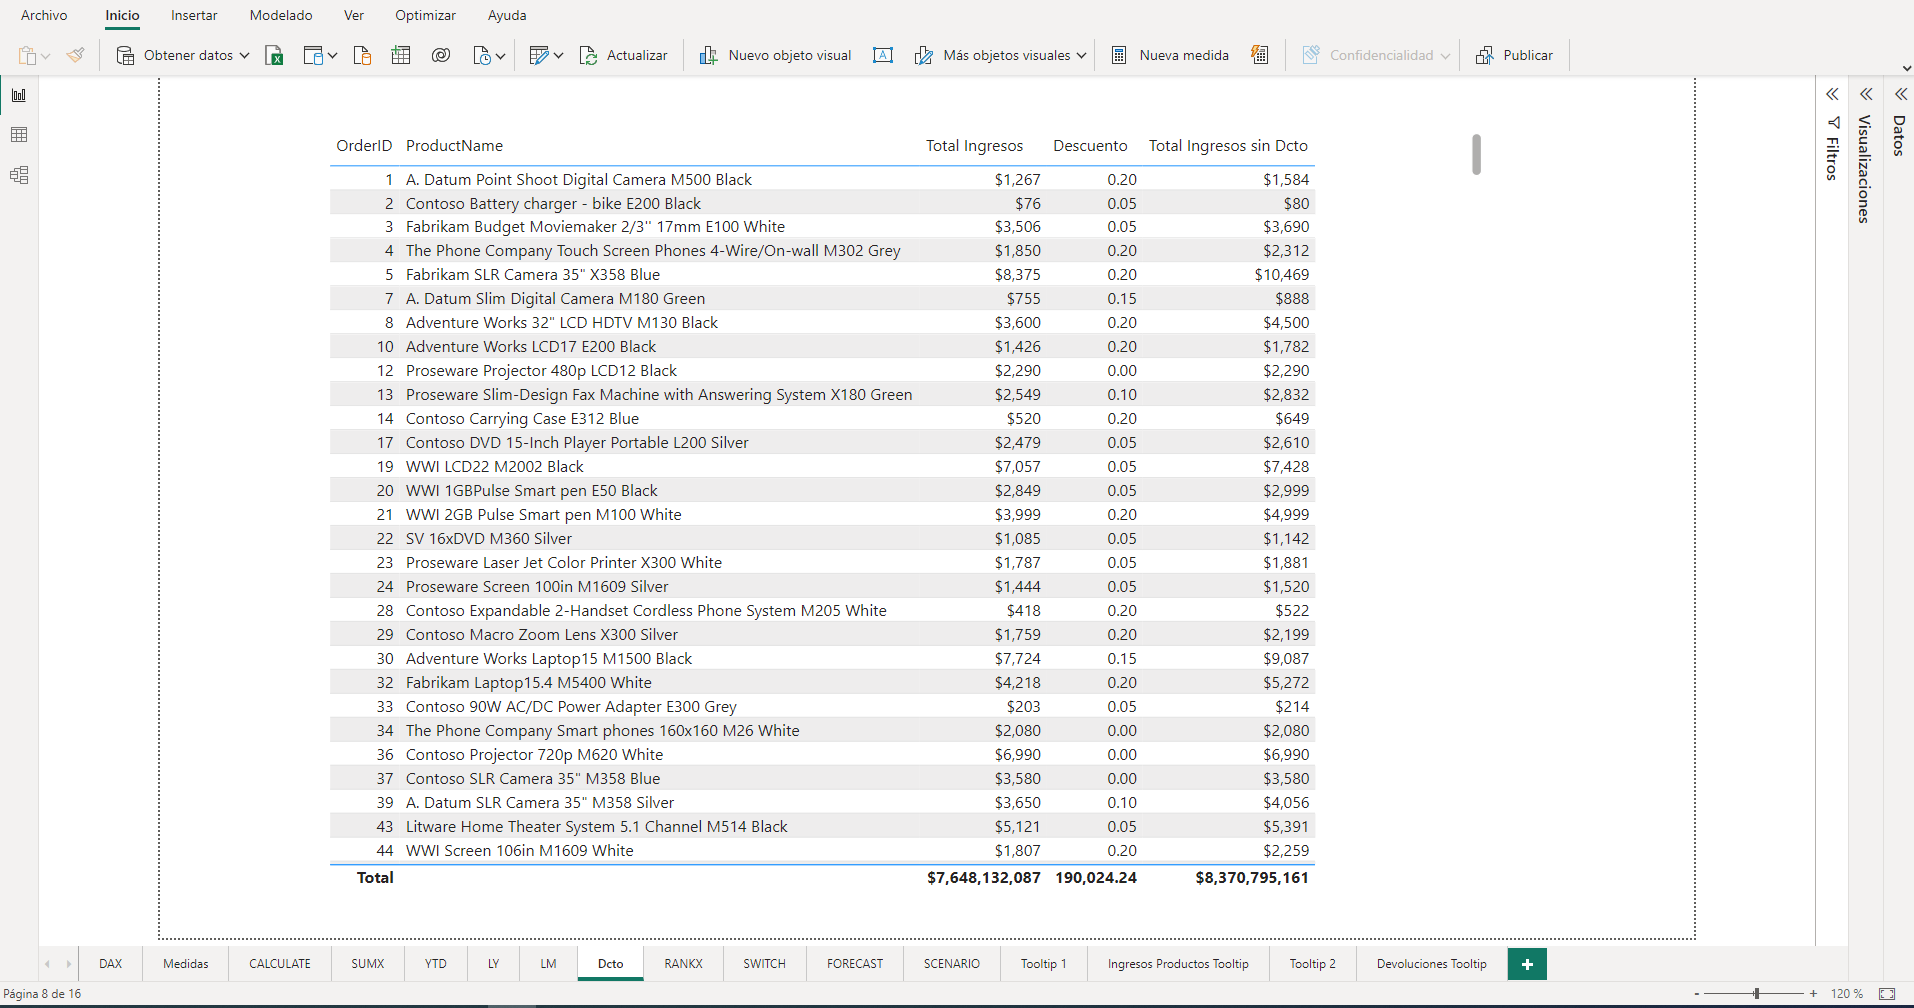 Archivo Inicio Insertar Modelado Ver Optimizar Ayuda
Obtener datos Actualizar Nuevo objeto visual Más objetos visuales Nueva medida Confidencialidad Publicar
Filtros
Visualizaciones
Datos
OrderID ProductName Total Ingresos Descuento Total Ingresos sin Dcto
1 A. Datum Point Shoot Digital Camera M500 Black $1,267 0.20 $1,584
2 Contoso Battery charger - bike E200 Black $76 0.05 $80
3 Fabrikam Budget Moviemaker 2/3'' 17mm E100 White $3,506 0.05 $3,690
4 The Phone Company Touch Screen Phones 4-Wire/On-wall M302 Grey $1,850 0.20 $2,312
5 Fabrikam SLR Camera 35" X358 Blue $8,375 0.20 $10,469
7 A. Datum Slim Digital Camera M180 Green $755 0.15 $888
8 Adventure Works 32" LCD HDTV M130 Black $3,600 0.20 $4,500
10 Adventure Works LCD17 E200 Black $1,426 0.20 $1,782
12 Proseware Projector 480p LCD12 Black $2,290 0.00 $2,290
13 Proseware Slim-Design Fax Machine with Answering System X180 Green $2,549 0.10 $2,832
14 Contoso Carrying Case E312 Blue $520 0.20 $649
17 Contoso DVD 15-Inch Player Portable L200 Silver $2,479 0.05 $2,610
19 WWI LCD22 M2002 Black $7,057 0.05 $7,428
20 WWI 1GBPulse Smart pen E50 Black $2,849 0.05 $2,999
21 WWI 2GB Pulse Smart pen M100 White $3,999 0.20 $4,999
22 SV 16xDVD M360 Silver $1,085 0.05 $1,142
23 Proseware Laser Jet Color Printer X300 White $1,787 0.05 $1,881
24 Proseware Screen 100in M1609 Silver $1,444 0.05 $1,520
28 Contoso Expandable 2-Handset Cordless Phone System M205 White $418 0.20 $522
29 Contoso Macro Zoom Lens X300 Silver $1,759 0.20 $2,199
30 Adventure Works Laptop15 M1500 Black $7,724 0.15 $9,087
32 Fabrikam Laptop15.4 M5400 White $4,218 0.20 $5,272
33 Contoso 90W AC/DC Power Adapter E300 Grey $203 0.05 $214
34 The Phone Company Smart phones 160x160 M26 White $2,080 0.00 $2,080
36 Contoso Projector 720p M620 White $6,990 0.00 $6,990
37 Contoso SLR Camera 35" M358 Blue $3,580 0.00 $3,580
39 A. Datum SLR Camera 35" M358 Silver $3,650 0.10 $4,056
43 Litware Home Theater System 5.1 Channel M514 Black $5,121 0.05 $5,391
44 WWI Screen 106in M1609 White $1,807 0.20 $2,259
Total $7,648,132,087 190,024.24 $8,370,795,161
DAX Medidas CALCULATE SUMX YTD LY LM Dcto RANKX SWITCH FORECAST SCENARIO Tooltip 1 Ingresos Productos Tooltip Tooltip 2 Devoluciones Tooltip +
Página 8 de 16 - + 120 %